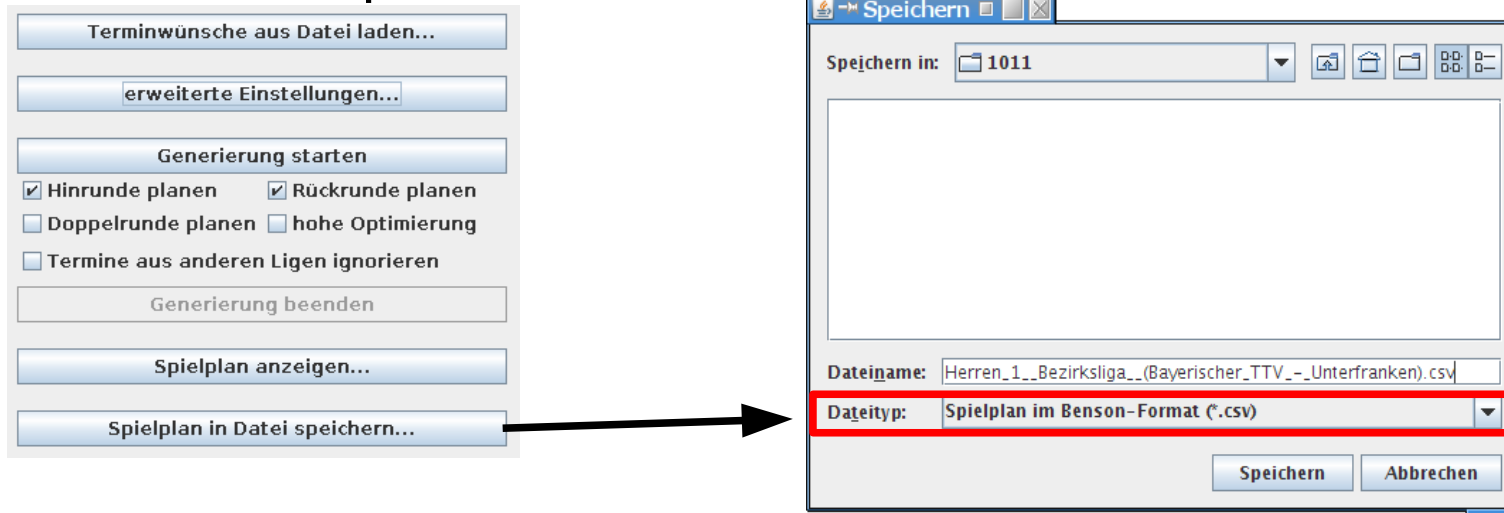 Terminwünsche aus Datei laden...
erweiterte Einstellungen...
Generierung starten
Hinrunde planen Rückrunde planen
Doppelrunde planen hohe Optimierung
Termine aus anderen Ligen ignorieren
Generierung beenden
Spielplan anzeigen...
Spielplan in Datei speichern...
Speichern
Speichern in: 1011
Dateiname: Herren_1__Bezirksliga__(Bayerischer_TTV_-_Unterfranken).csv
Dateityp: Spielplan im Benson-Format (*.csv)
Speichern Abbrechen